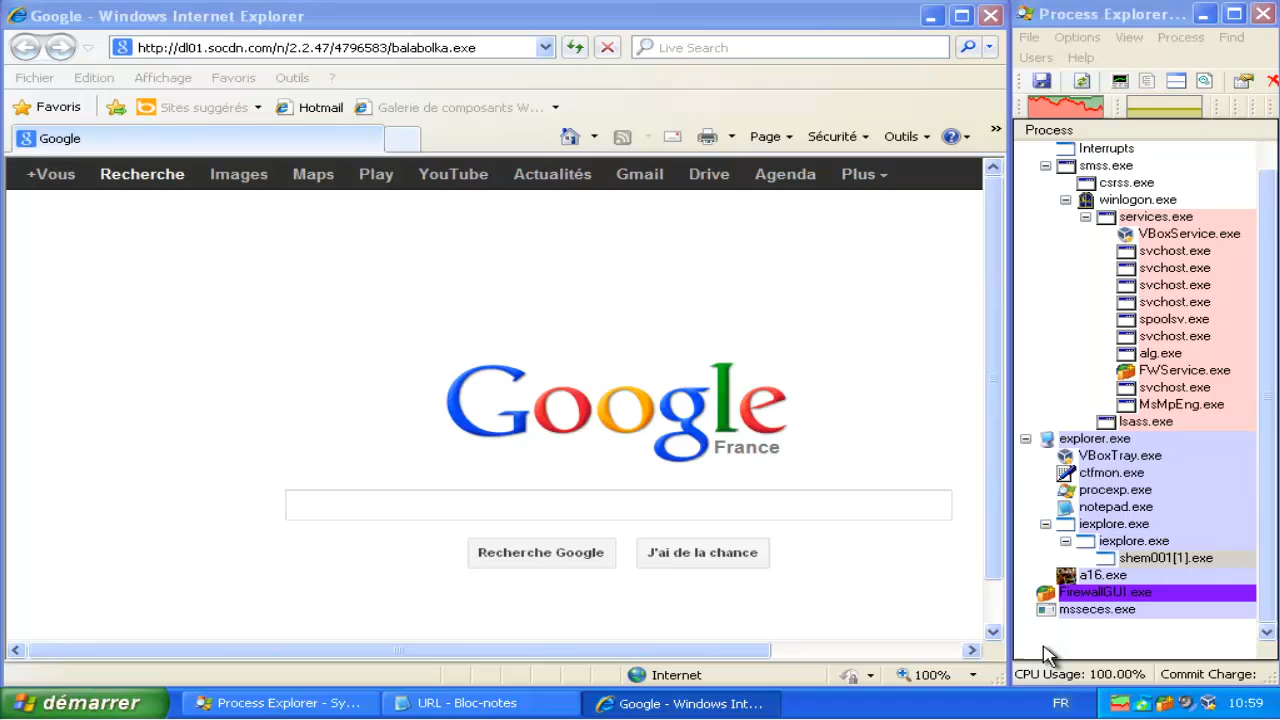 Google - Windows Internet Explorer
http://dl01.socdn.com/n/2.2.47/4796583/balabolka.exe
Live Search
Fichier Edition Affichage Favoris Outils ?
Favoris Sites suggérés Hotmail Galerie de composants W...
Google
Page Sécurité Outils »
+Vous Recherche Images Maps Play YouTube Actualités Gmail Drive Agenda Plus
Google
France
Recherche Google J'ai de la chance
Internet 100%
Process Explorer...
File Options View Process Find
Users Help
Process
Interrupts
smss.exe
csrss.exe
winlogon.exe
services.exe
VBoxService.exe
svchost.exe
svchost.exe
svchost.exe
svchost.exe
spoolsv.exe
svchost.exe
alg.exe
FWService.exe
svchost.exe
MsMpEng.exe
lsass.exe
explorer.exe
VBoxTray.exe
ctfmon.exe
procexp.exe
notepad.exe
iexplore.exe
iexplore.exe
shem001[1].exe
a16.exe
FirewallGUI.exe
msseces.exe
CPU Usage: 100.00% Commit Charge:
démarrer Process Explorer - Sy... URL - Bloc-notes Google - Windows Int... FR 10:59